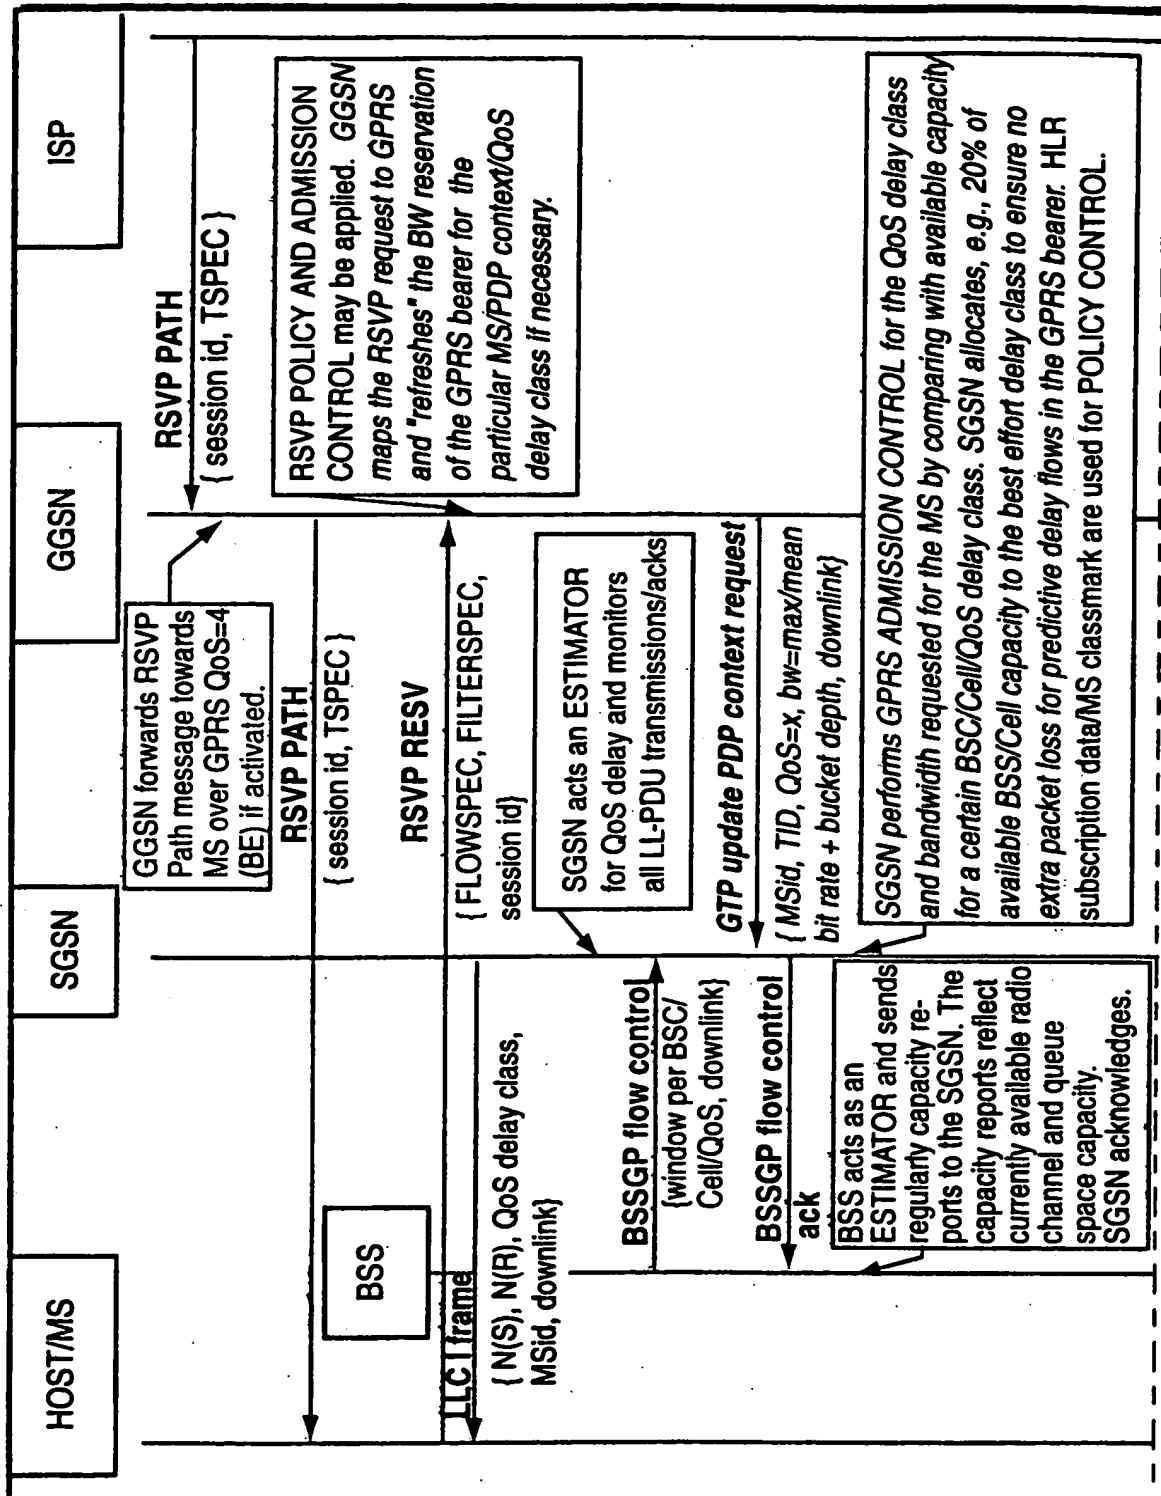 HOST/MS
SGSN
GGSN
ISP
RSVP PATH
{ session id, TSPEC }
GGSN forwards RSVP
Path message towards
MS over GPRS QoS=4
(BE) if activated.
RSVP PATH
{ session id, TSPEC }
RSVP POLICY AND ADMISSION
CONTROL may be applied. GGSN
maps the RSVP request to GPRS
and "refreshes" the BW reservation
of the GPRS bearer for the
particular MS/PDP context/QoS
delay class if necessary.
BSS
RSVP RESV
{ FLOWSPEC, FILTERSPEC,
session id}
LLC I frame
{ N(S), N(R), QoS delay class,
MSid, downlink}
SGSN acts an ESTIMATOR
for QoS delay and monitors
all LL-PDU transmissions/acks
BSSGP flow control
{window per BSC/
Cell/QoS, downlink}
GTP update PDP context request
{ MSid, TID, QoS=x, bw=max/mean
bit rate + bucket depth, downlink}
BSSGP flow control
ack
BSS acts as an
ESTIMATOR and sends
regularly capacity re-
ports to the SGSN. The
capacity reports reflect
currently available radio
channel and queue
space capacity.
SGSN acknowledges.
SGSN performs GPRS ADMISSION CONTROL for the QoS delay class
and bandwidth requested for the MS by comparing with available capacity
for a certain BSC/Cell/QoS delay class. SGSN allocates, e.g., 20% of
available BSS/Cell capacity to the best effort delay class to ensure no
extra packet loss for predictive delay flows in the GPRS bearer. HLR
subscription data/MS classmark are used for POLICY CONTROL.